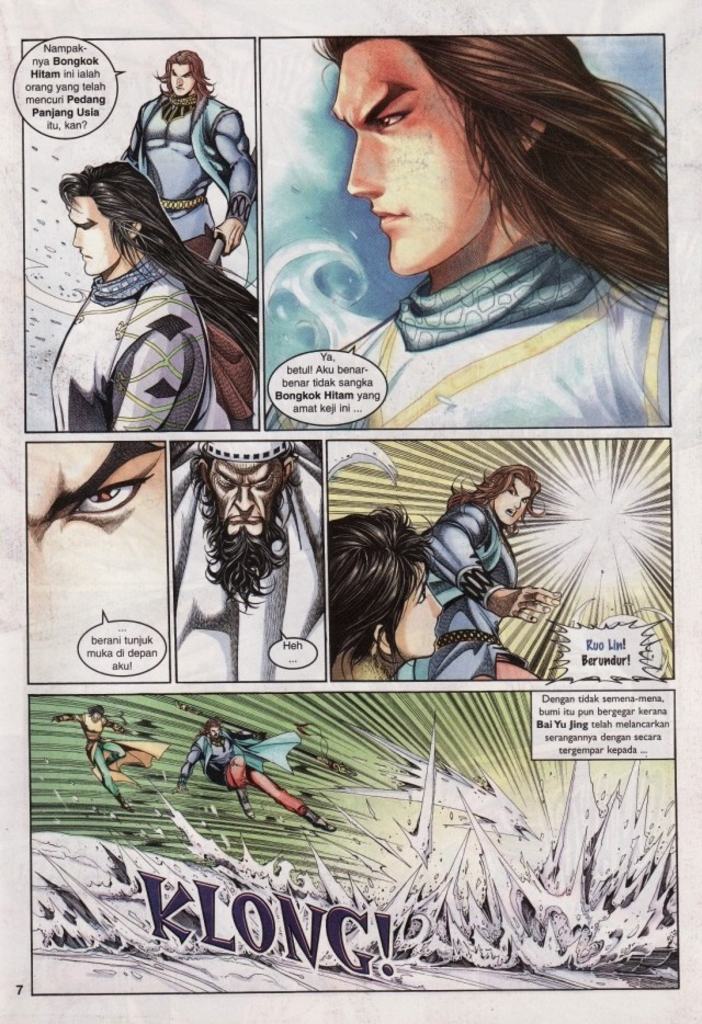 Nampak-
nya Bongkok
Hitam ini ialah
orang yang telah
mencuri Pedang
Panjang Usia
itu, kan?
Ya,
betul! Aku benar-
benar tidak sangka
Bongkok Hitam yang
amat keji ini ...
...
berani tunjuk
muka di depan
aku!
Heh
...
Ruo Lin!
Berundur!
Dengan tidak semena-mena,
bumi itu pun bergegar kerana
Bai Yu Jing telah melancarkan
serangannya dengan secara
tergempar kepada ...
KLONG!
7